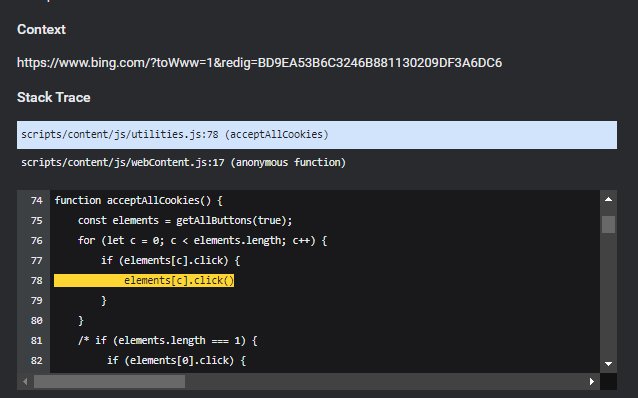 Context
https://www.bing.com/?toWww=1&redig=BD9EA53B6C3246B881130209DF3A6DC6
Stack Trace
scripts/content/js/utilities.js:78 (acceptAllCookies)
scripts/content/js/webContent.js:17 (anonymous function)
74 function acceptAllCookies() {
75 const elements = getAllButtons(true);
76 for (let c = 0; c < elements.length; c++) {
77 if (elements[c].click) {
78 elements[c].click()
79 }
80 }
81 /* if (elements.length === 1) {
82 if (elements[0].click) {